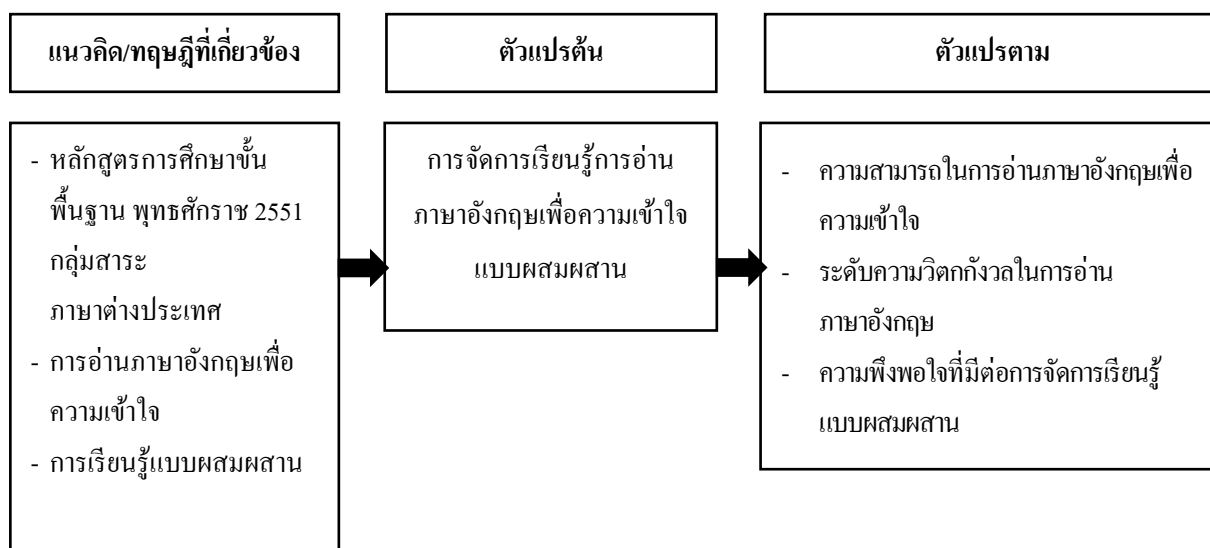 แนวคิด/ทฤษฎีที่เกี่ยวข้อง
ตัวแปรต้น
ตัวแปรตาม
- หลักสูตรการศึกษาขั้น
พื้นฐาน พุทธศักราช 2551
กลุ่มสาระ
ภาษาต่างประเทศ
- การอ่านภาษาอังกฤษเพื่อ
ความเข้าใจ
- การเรียนรู้แบบผสมผสาน
การจัดการเรียนรู้การอ่าน
ภาษาอังกฤษเพื่อความเข้าใจ
แบบผสมผสาน
- ความสามารถในการอ่านภาษาอังกฤษเพื่อ
ความเข้าใจ
- ระดับความวิตกกังวลในการอ่าน
ภาษาอังกฤษ
- ความพึงพอใจที่มีต่อการจัดการเรียนรู้
แบบผสมผสาน